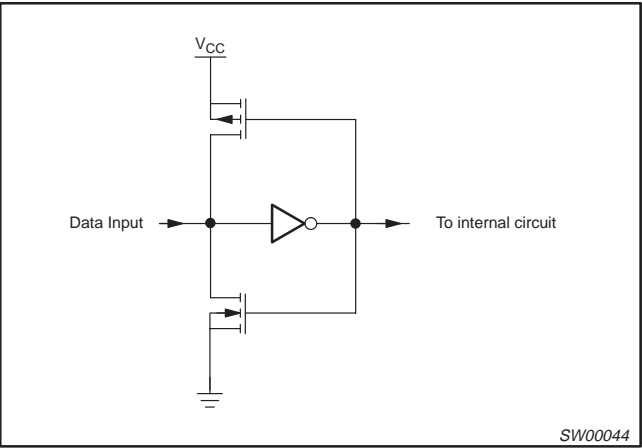 VCC
Data Input
To internal circuit
SW00044